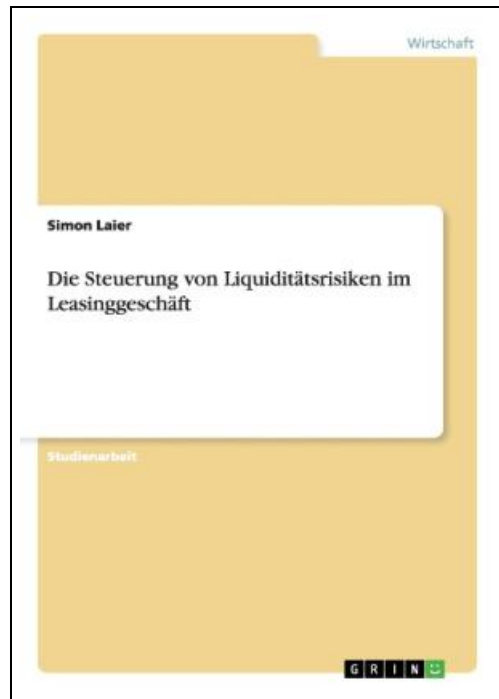 Wirtschaft
Simon Laier
Die Steuerung von Liquiditätsrisiken im
Leasinggeschäft
Studienarbeit
GRIN